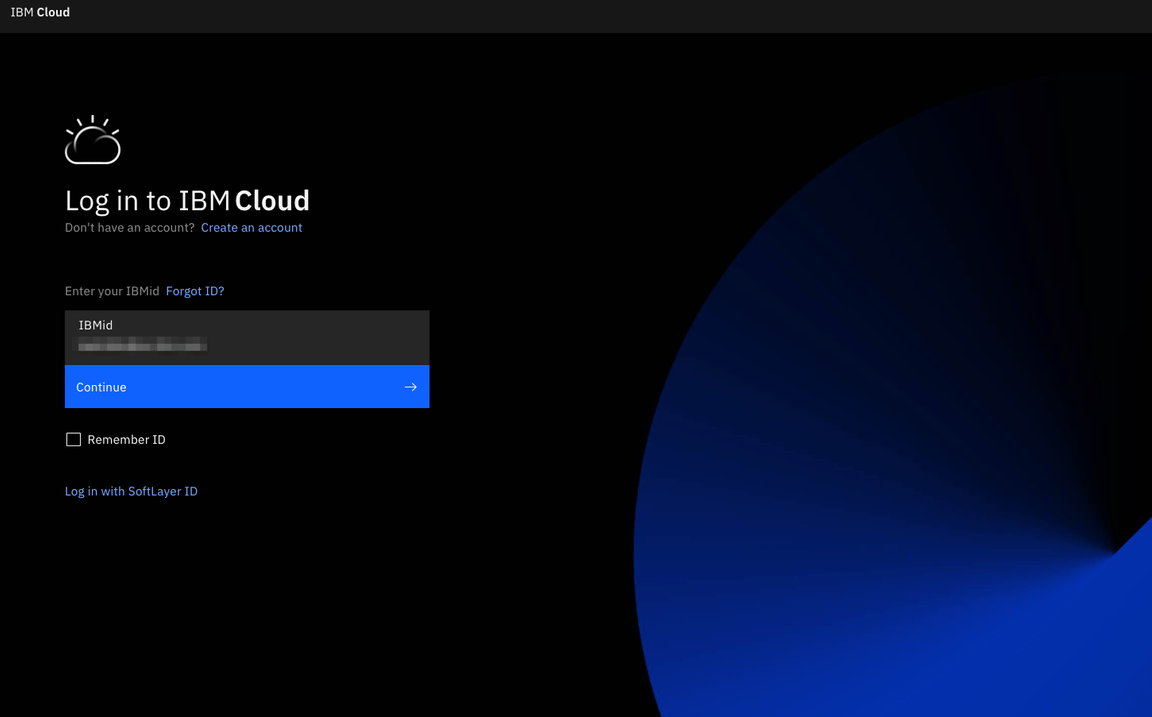 IBM Cloud
Log in to IBM Cloud
Don't have an account? Create an account
Enter your IBMid Forgot ID?
IBMid
Continue
Remember ID
Log in with SoftLayer ID